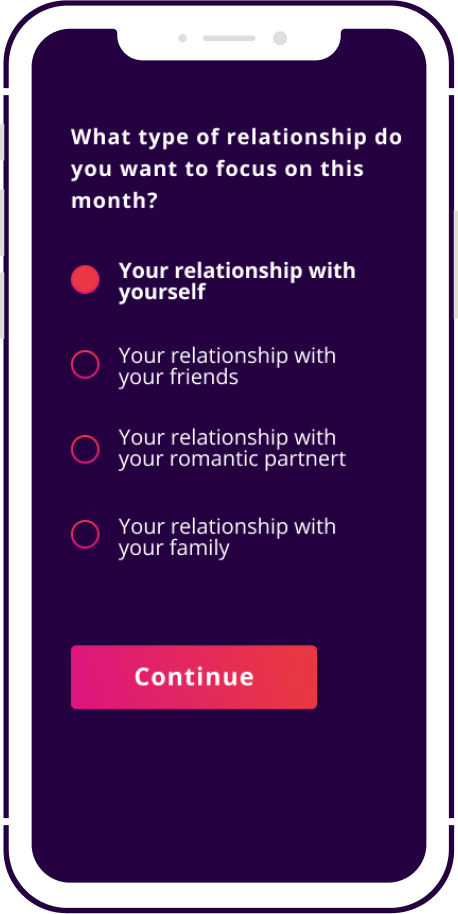 What type of relationship do
you want to focus on this
month?
Your relationship with
yourself
Your relationship with
your friends
Your relationship with
your romantic partnert
Your relationship with
your family
Continue